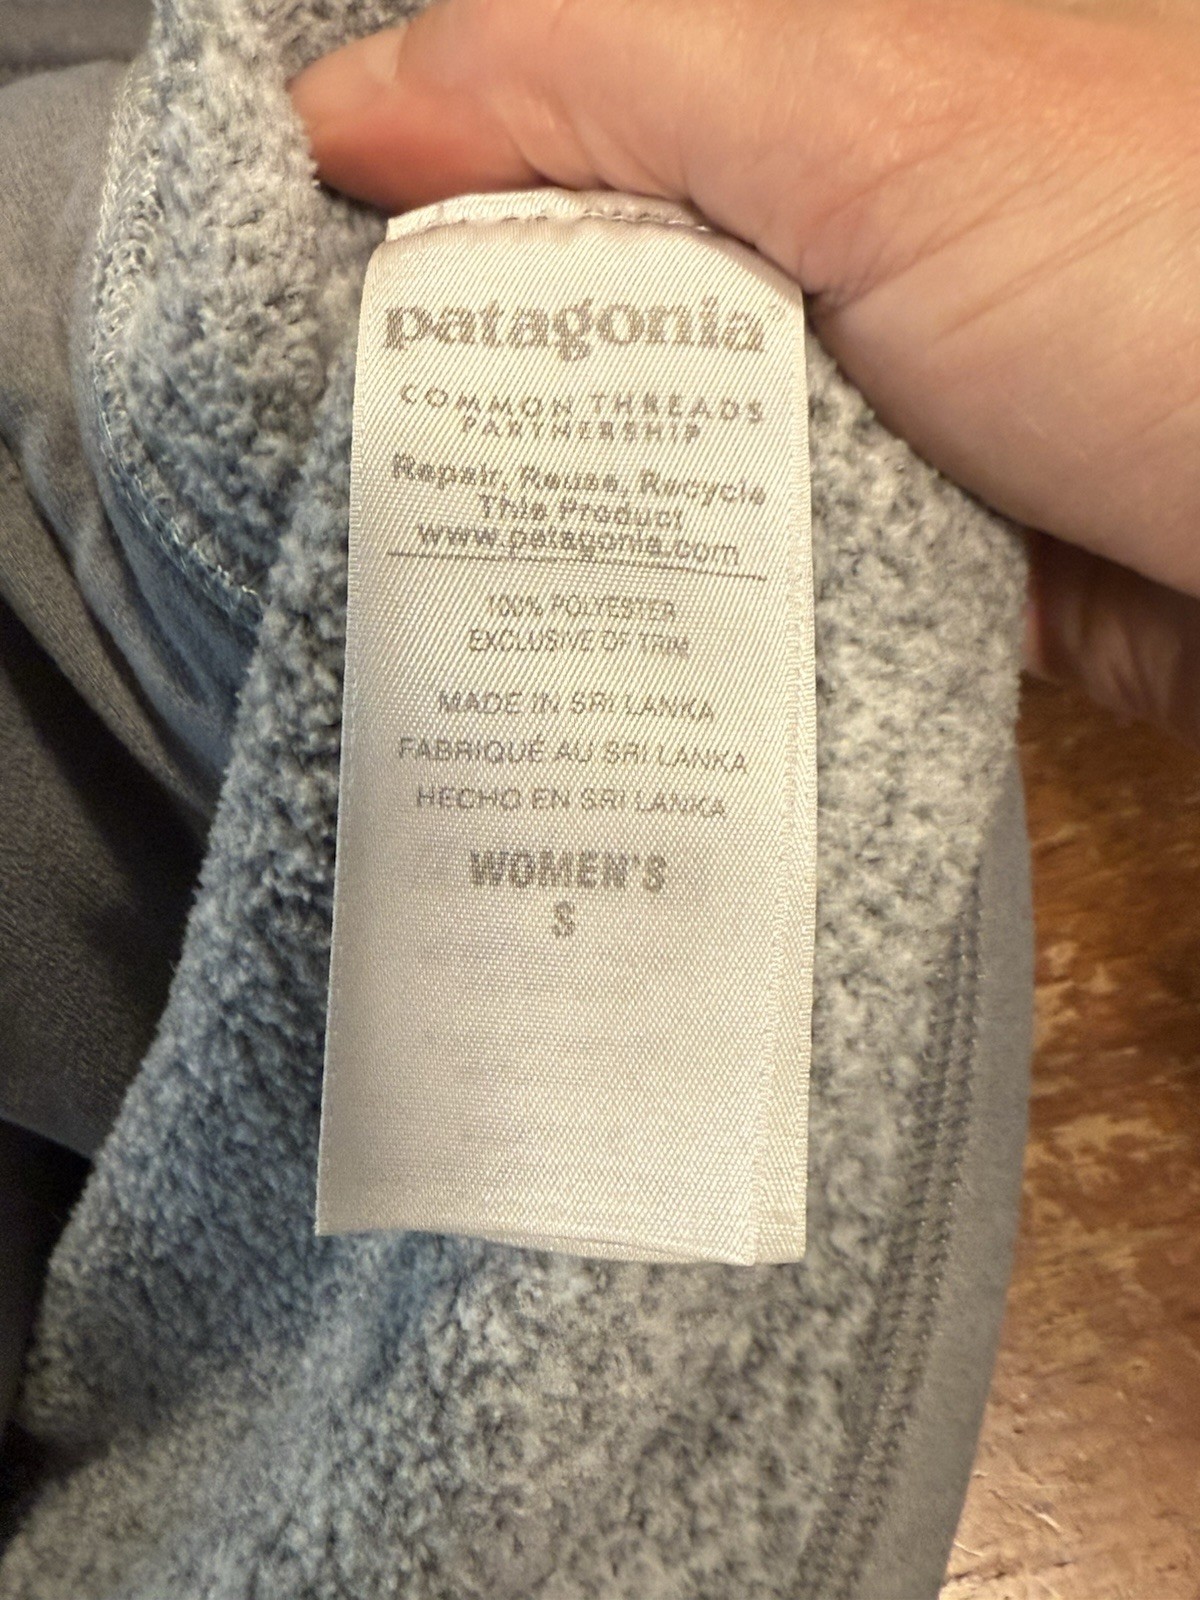 patagonia
COMMON THREADS
PARTNERSHIP
Repair, Reuse, Recycle
This Product
www.patagonia.com
100% POLYESTER
EXCLUSIVE OF TRIM
MADE IN SRI LANKA
FABRIQUÉ AU SRI LANKA
HECHO EN SRI LANKA
WOMEN'S
S